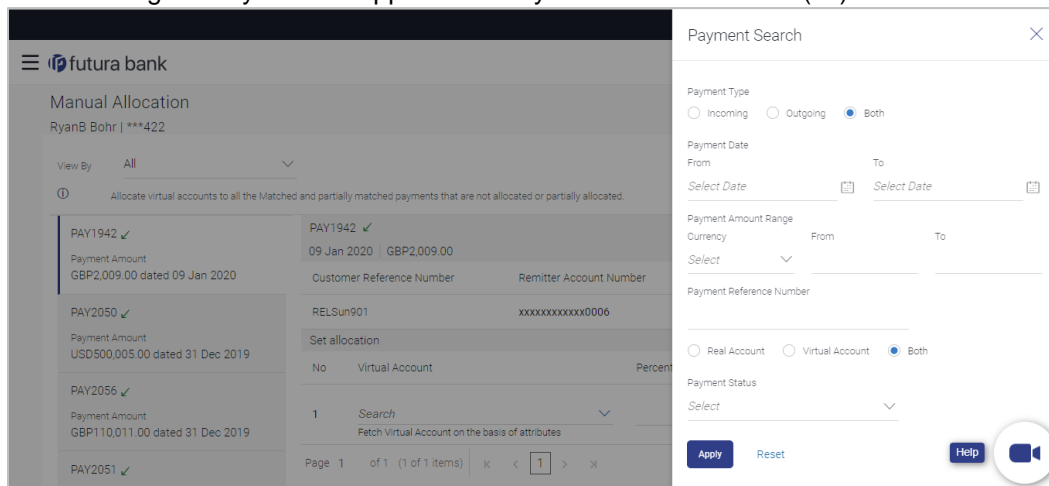 Payment Search
futura bank
Manual Allocation
RyanB Bohr | ***422
View By All
Allocate virtual accounts to all the Matched and partially matched payments that are not allocated or partially allocated.
PAY1942
Payment Amount
GBP2,009.00 dated 09 Jan 2020
PAY2050
Payment Amount
USD500,005.00 dated 31 Dec 2019
PAY2056
Payment Amount
GBP110,011.00 dated 31 Dec 2019
PAY2051
PAY1942
09 Jan 2020 | GBP2,009.00
Customer Reference Number Remitter Account Number
RELSun901 xxxxxxxxxxxx0006
Set allocation
No Virtual Account Percent
1 Search
Fetch Virtual Account on the basis of attributes
Page 1 of 1 (1 of 1 items) 1
Payment Type
Incoming Outgoing Both
Payment Date
From To
Select Date Select Date
Payment Amount Range
Currency From To
Select
Payment Reference Number
Real Account Virtual Account Both
Payment Status
Select
Apply Reset Help